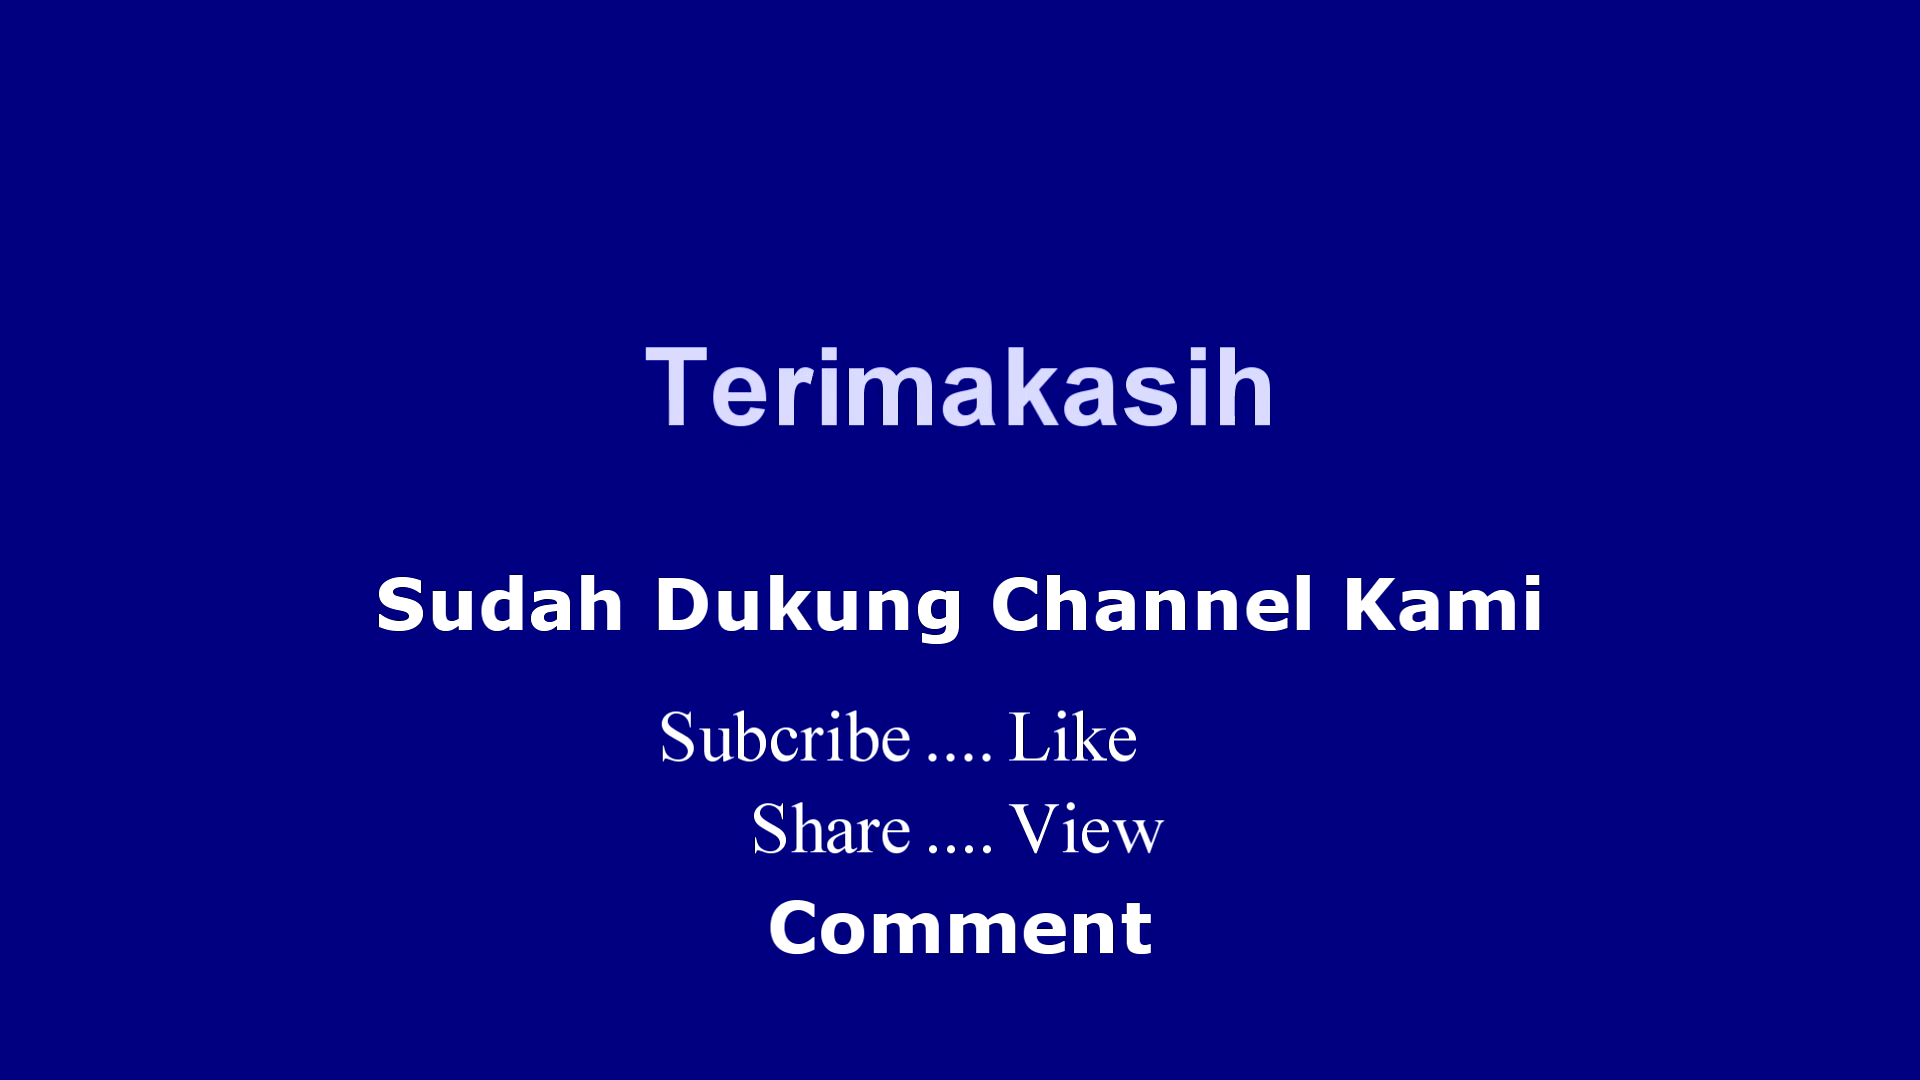 Terimakasih
Sudah Dukung Channel Kami
Subcribe .... Like
Share .... View
Comment